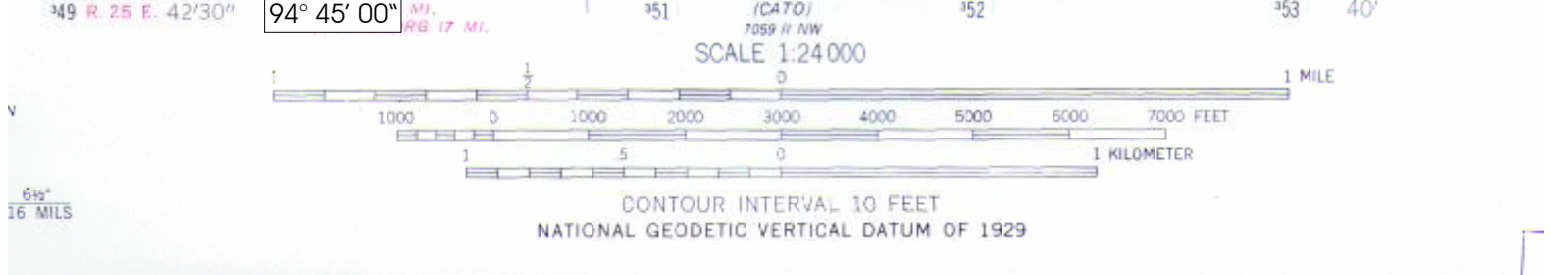 ³49 R. 25 E. 42'30" 94° 45' 00" MI. ³51 (CATO) ³52 ³53 40'
RG 17 MI. 7059 II NW
SCALE 1:24 000
1 1/2 0 1 MILE
N
1000 0 1000 2000 3000 4000 5000 6000 7000 FEET
1 .5 0 1 KILOMETER
6½°
16 MILS
CONTOUR INTERVAL 10 FEET
NATIONAL GEODETIC VERTICAL DATUM OF 1929